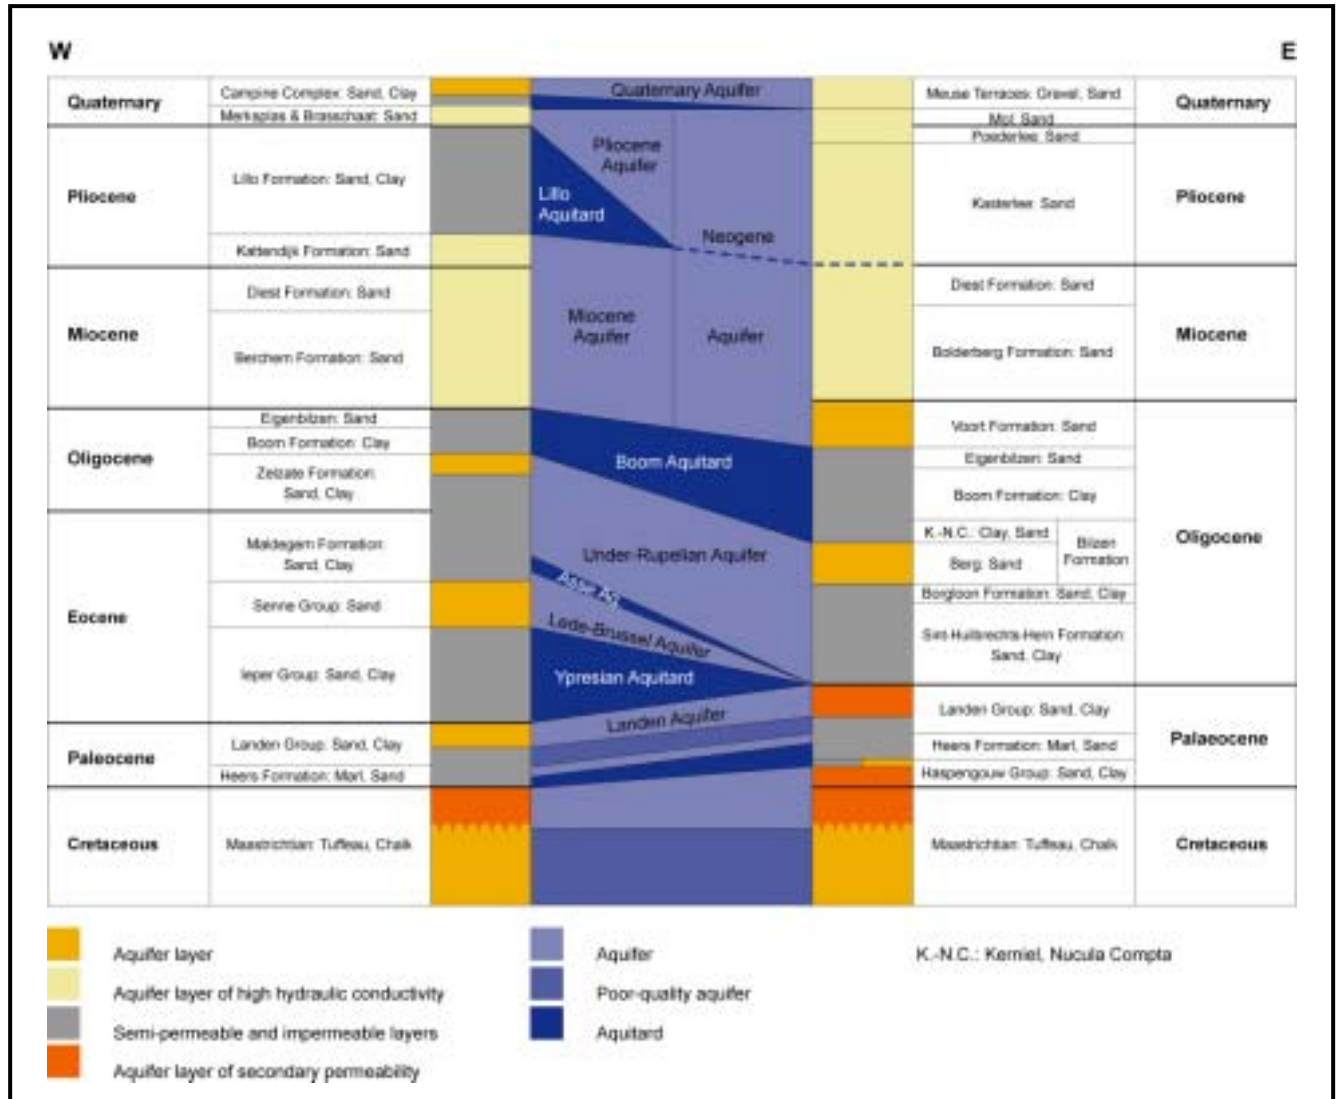 W
E
Quaternary
Campine Complex: Sand, Clay
Merksplas & Brasschaat: Sand
Quaternary Aquifer
Meuse Terraces: Gravel, Sand
Mol: Sand
Quaternary
Pliocene
Lillo Formation: Sand, Clay
Kattendijk Formation: Sand
Pliocene
Aquifer
Lillo
Aquitard
Neogene
Poederlee: Sand
Kasterlee: Sand
Pliocene
Miocene
Diest Formation: Sand
Berchem Formation: Sand
Miocene
Aquifer
Aquifer
Diest Formation: Sand
Bolderberg Formation: Sand
Miocene
Oligocene
Eigenbilzen: Sand
Boom Formation: Clay
Zelzate Formation:
Sand, Clay
Boom Aquitard
Voort Formation: Sand
Eigenbilzen: Sand
Boom Formation: Clay
K.-N.C.: Clay, Sand
Berg: Sand
Bilzen
Formation
Borgloon Formation: Sand, Clay
Sint-Huibrechts-Hern Formation:
Sand, Clay
Oligocene
Eocene
Maldegem Formation:
Sand, Clay
Senne Group: Sand
Ieper Group: Sand, Clay
Under-Rupelian Aquifer
Asse Aq.
Lede-Brussel Aquifer
Ypresian Aquitard
Paleocene
Landen Group: Sand, Clay
Heers Formation: Marl, Sand
Landen Aquifer
Landen Group: Sand, Clay
Heers Formation: Marl, Sand
Haspengouw Group: Sand, Clay
Palaeocene
Cretaceous
Maastrichtian: Tuffeau, Chalk
Maastrichtian: Tuffeau, Chalk
Cretaceous
Aquifer layer
Aquifer layer of high hydraulic conductivity
Semi-permeable and impermeable layers
Aquifer layer of secondary permeability
Aquifer
Poor-quality aquifer
Aquitard
K.-N.C.: Kerniel, Nucula Compta